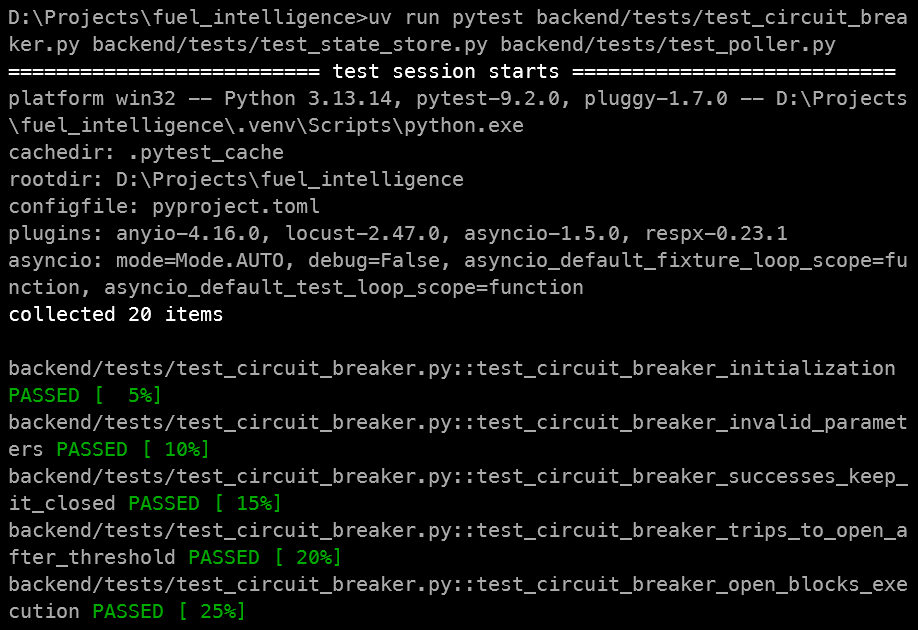 D:\Projects\fuel_intelligence>uv run pytest backend/tests/test_circuit_brea
ker.py backend/tests/test_state_store.py backend/tests/test_poller.py
========================== test session starts ===========================
platform win32 -- Python 3.13.14, pytest-9.2.0, pluggy-1.7.0 -- D:\Projects
\fuel_intelligence\.venv\Scripts\python.exe
cachedir: .pytest_cache
rootdir: D:\Projects\fuel_intelligence
configfile: pyproject.toml
plugins: anyio-4.16.0, locust-2.47.0, asyncio-1.5.0, respx-0.23.1
asyncio: mode=Mode.AUTO, debug=False, asyncio_default_fixture_loop_scope=fu
nction, asyncio_default_test_loop_scope=function
collected 20 items

backend/tests/test_circuit_breaker.py::test_circuit_breaker_initialization
PASSED [  5%]
backend/tests/test_circuit_breaker.py::test_circuit_breaker_invalid_paramet
ers PASSED [ 10%]
backend/tests/test_circuit_breaker.py::test_circuit_breaker_successes_keep_
it_closed PASSED [ 15%]
backend/tests/test_circuit_breaker.py::test_circuit_breaker_trips_to_open_a
fter_threshold PASSED [ 20%]
backend/tests/test_circuit_breaker.py::test_circuit_breaker_open_blocks_exe
cution PASSED [ 25%]